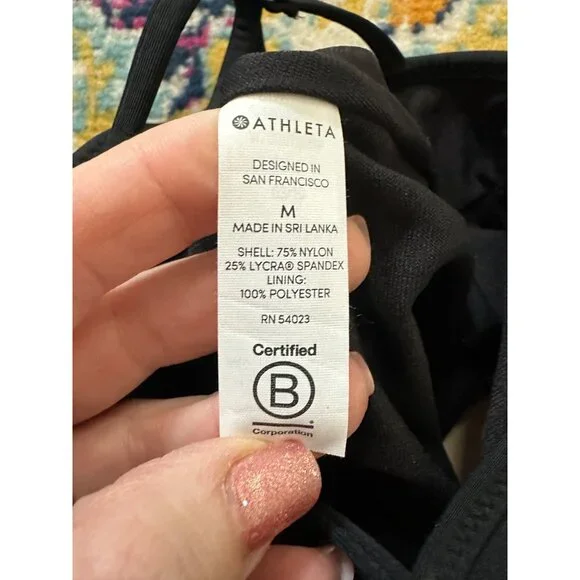 ATHLETA
DESIGNED IN
SAN FRANCISCO
M
MADE IN SRI LANKA
SHELL: 75% NYLON
25% LYCRA® SPANDEX
LINING:
100% POLYESTER
RN 54023
Certified
B
Corporation